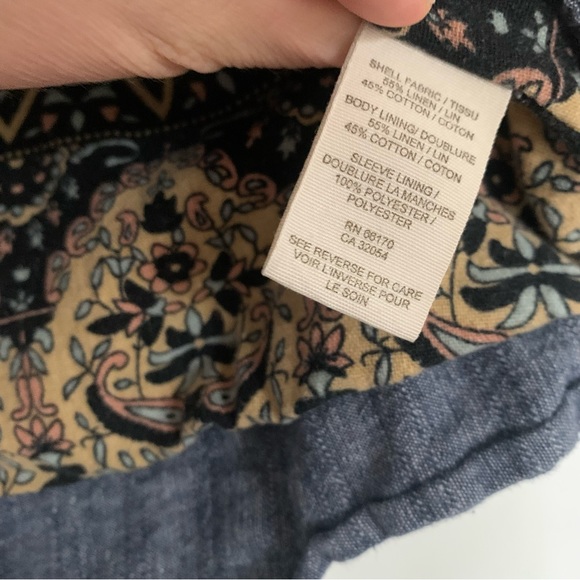 SHELL FABRIC / TISSU
55% LINEN / LIN
45% COTTON / COTON
BODY LINING/ DOUBLURE
55% LINEN / LIN
45% COTTON / COTON
SLEEVE LINING /
DOUBLURE LA MANCHES
100% POLYESTER /
POLYESTER
RN 66170
CA 32054
SEE REVERSE FOR CARE
VOIR L'INVERSE POUR
LE SOIN